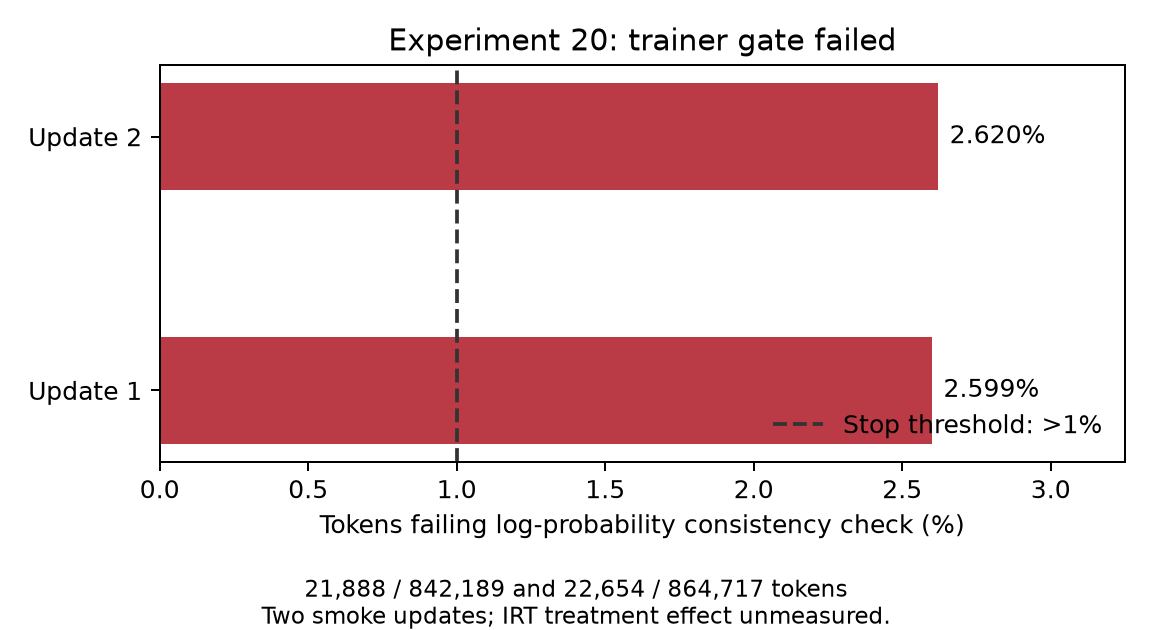 Experiment 20: trainer gate failed
Update 2
2.620%
Update 1
2.599%
Stop threshold: >1%
0.0 0.5 1.0 1.5 2.0 2.5 3.0
Tokens failing log-probability consistency check (%)
21,888 / 842,189 and 22,654 / 864,717 tokens
Two smoke updates; IRT treatment effect unmeasured.